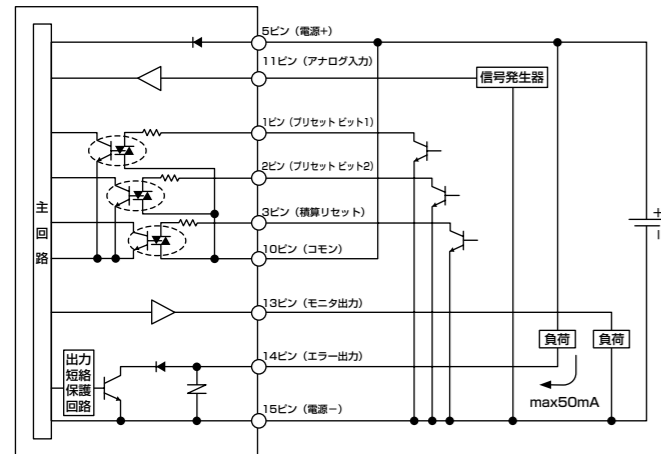 5ピン（電源+）
11ピン（アナログ入力）
信号発生器
1ピン（プリセット ビット1）
2ピン（プリセット ビット2）
3ピン（積算リセット）
主回路
+
−
10ピン（コモン）
13ピン（モニタ出力）
負荷
負荷
出力
短絡
保護
回路
14ピン（エラー出力）
max50mA
15ピン（電源−）